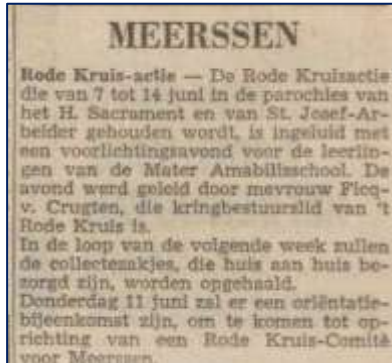 MEERSSEN
Rode Kruis-actie — De Rode Kruisactie
die van 7 tot 14 juni in de parochies van
het H. Sacrament en van St. Josef-Ar-
beider gehouden wordt, is ingeluid met
een voorlichtingsavond voor de leerlin-
gen van de Mater Amabilisschool. De
avond werd geleid door mevrouw Ficq-
v. Crugten, die kringbestuurslid van 't
Rode Kruis is.
In de loop van de volgende week zullen
de collectezakjes, die huis aan huis be-
zorgd zijn, worden opgehaald.
Donderdag 11 juni zal er een oriëntatie-
bijeenkomst zijn, om te komen tot op-
richting van een Rode Kruis-Comité
voor Meerssen.